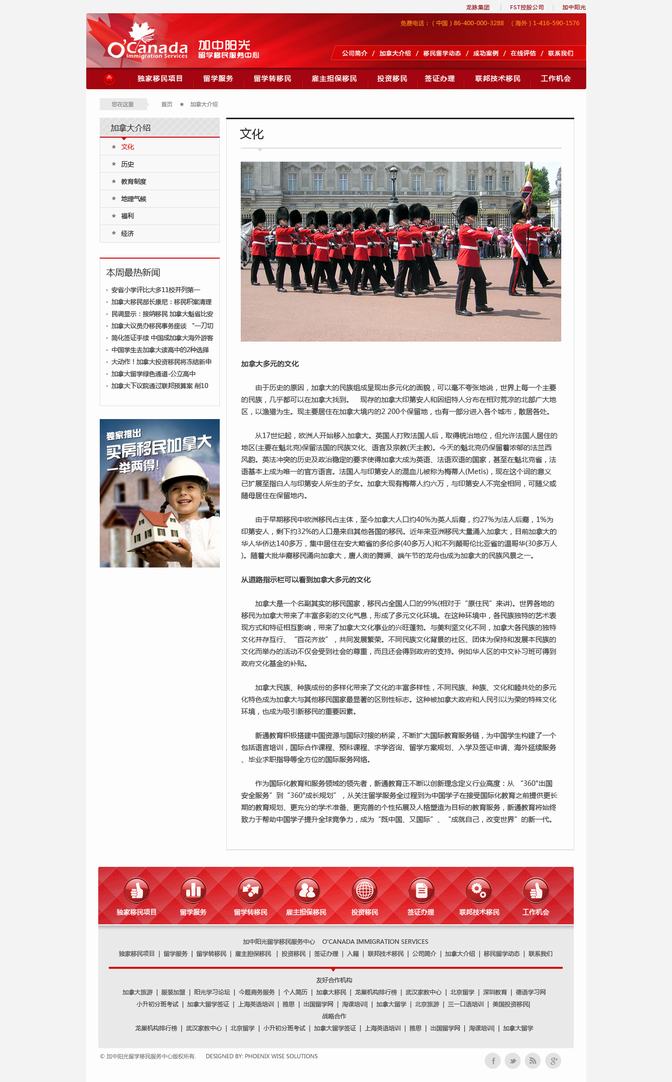 龙脉集团 | FST控股公司 | 加中阳光
免费电话：（中国）86-400-000-3288 （海外）1-416-590-1576
O'Canada
Immigration Services
加中阳光
留学移民服务中心
公司简介 / 加拿大介绍 / 移民留学动态 / 成功案例 / 在线评估 / 联系我们
独家移民项目 留学服务 留学转移民 雇主担保移民 投资移民 签证办理 联邦技术移民 工作机会
您在这里 首页 加拿大介绍
加拿大介绍
文化
历史
教育制度
地理气候
福利
经济
本周最热新闻
安省小学评比大多11校并列第一
加拿大移民部长康尼：移民积案清理
民调显示：接纳移民 加拿大魁省比安
加拿大议员办移民事务座谈 “一刀切
简化签证手续 中国成加拿大海外游客
中国学生去加拿大读高中的2种选择
大动作！加拿大投资移民将冻结新申
加拿大留学绿色通道-公立高中
加拿大下议院通过联邦预算案 削10
独家推出
买房移民加拿大
一举两得！
文化
加拿大多元的文化
由于历史的原因，加拿大的民族组成呈现出多元化的面貌，可以毫不夸张地说，世界上每一个主要
的民族，几乎都可以在加拿大找到。 现存的加拿大印第安人和因纽特人分布在相对荒凉的北部广大地
区，以渔猎为生。现主要居住在加拿大境内的2 200个保留地，也有一部分进入各个城市，散居各处。
从17世纪起，欧洲人开始移入加拿大。英国人打败法国人后，取得统治地位，但允许法国人居住的
地区(主要在魁北克)保留法国的民族文化、语言及宗教(天主教)。今天的魁北克仍保留着浓郁的法兰西
风韵。英法冲突的历史及政治稳定的要求使得加拿大成为英语、法语双语的国家，甚至在魁北克省，法
语基本上成为唯一的官方语言。法国人与印第安人的混血儿被称为梅蒂人(Metis)，现在这个词的意义
已扩展至指白人与印第安人所生的子女。加拿大现有梅蒂人约六万，与印第安人不完全相同，可随父或
随母居住在保留地内。
由于早期移民中欧洲移民占主体，至今加拿大人口约40%为英人后裔，约27%为法人后裔，1%为
印第安人，剩下约32%的人口是来自其他各国的移民。近年来亚洲移民大量涌入加拿大，目前加拿大的
华人华侨达140多万，集中居住在安大略省的多伦多(40多万人)和不列颠哥伦比亚省的温哥华(30多万人
)。随着大批华裔移民涌向加拿大，唐人街的舞狮、端午节的龙舟也成为加拿大的民族风景之一。
从道路指示栏可以看到加拿大多元的文化
加拿大是一个名副其实的移民国家，移民占全国人口的99%(相对于“原住民”来讲)。世界各地的
移民为加拿大带来了丰富多彩的文化气息，形成了多元文化环境。在这种环境中，各民族独特的艺术表
现方式和特征相互影响，带来了加拿大文化事业的兴旺蓬勃。与美利坚文化不同，加拿大各民族的独特
文化并存互行、“百花齐放”，共同发展繁荣。不同民族文化背景的社区、团体为保持和发展本民族的
文化而举办的活动不仅会受到社会的尊重，而且还会得到政府的支持。例如华人区的中文补习班可得到
政府文化基金的补贴。
加拿大民族、种族成份的多样化带来了文化的丰富多样性，不同民族、种族、文化和睦共处的多元
化特色成为加拿大与其他移民国家最显著的区别性标志。这种被加拿大政府和人民引以为荣的特殊文化
环境，也成为吸引新移民的重要因素。
新通教育积极搭建中国资源与国际对接的桥梁，不断扩大国际教育服务链，为中国学生构建了一个
包括语言培训，国际合作课程、预科课程、求学咨询、留学方案规划、入学及签证申请、海外延续服务
、毕业求职指导等全方位的国际服务网络。
作为国际化教育和服务领域的领先者，新通教育正不断以创新理念定义行业高度：从 “360°出国
安全服务” 到 “360°成长规划”，从关注留学服务全过程到为中国学子在接受国际化教育之前提供更长
期的教育规划、更充分的学术准备、更完善的个性拓展及人格塑造为目标的教育服务，新通教育将始终
致力于帮助中国学子提升全球竞争力，成为“既中国、又国际”、“成就自己，改变世界”的新一代。
独家移民项目 留学服务 留学转移民 雇主担保移民 投资移民 签证办理 联邦技术移民 工作机会
加中阳光留学移民服务中心 O'CANADA IMMIGRATION SERVICES
独家移民项目 | 留学服务 | 留学转移民 | 雇主担保移民 | 投资移民 | 签证办理 | 入籍 | 联邦技术移民 | 公司简介 | 加拿大介绍 | 移民留学动态 | 联系我们
友好合作机构
加拿大旅游 | 服装加盟 | 阳光学习论坛 | 今题商务服务 | 个人简历 | 加拿大移民 | 龙巢机构排行榜 | 武汉家教中心 | 北京留学 | 深圳教育 | 德语学习网
小升初分班考试 | 加拿大留学签证 | 上海英语培训 | 雅思 | 出国留学网 | 淘课培训| 加拿大留学 | 北京旅游 | 三一口语培训 | 美国投资移民|
战略合作
龙巢机构排行榜 | 武汉家教中心 | 北京留学 | 小升初分班考试 | 加拿大留学签证 | 上海英语培训 | 雅思 | 出国留学网 | 淘课培训| 加拿大留学
© 加中阳光留学移民服务中心版权所有. DESIGNED BY: PHOENIX WISE SOLUTIONS